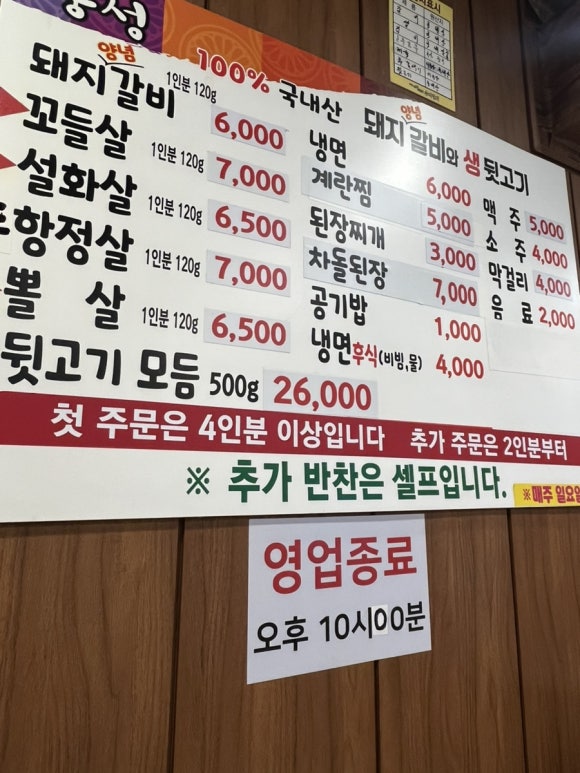 100% 국내산
양념
돼지갈비와 생 뒷고기
양념
돼지갈비 1인분 120g 6,000
꼬들살 1인분 120g 7,000
설화살 1인분 120g 6,500
항정살 1인분 120g 7,000
뽈 살 1인분 120g 6,500
뒷고기 모듬 500g 26,000
냉면 6,000
계란찜 5,000
된장찌개 3,000
차돌된장 7,000
공기밥 1,000
냉면후식(비빔,물) 4,000
맥 주 5,000
소 주 4,000
막걸리 4,000
음 료 2,000
첫 주문은 4인분 이상입니다 추가 주문은 2인분부터
※ 추가 반찬은 셀프입니다.
※매주 일요일
영업종료
오후 10시00분